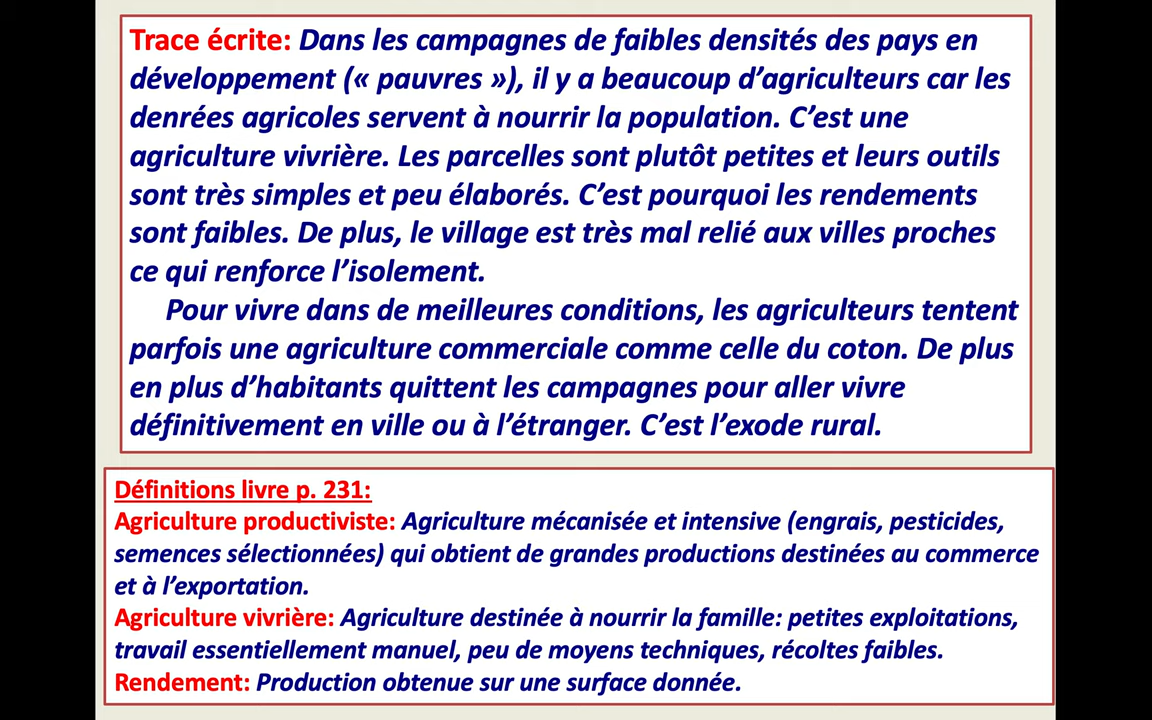 Trace écrite: Dans les campagnes de faibles densités des pays en
développement (« pauvres »), il y a beaucoup d’agriculteurs car les
denrées agricoles servent à nourrir la population. C’est une
agriculture vivrière. Les parcelles sont plutôt petites et leurs outils
sont très simples et peu élaborés. C’est pourquoi les rendements
sont faibles. De plus, le village est très mal relié aux villes proches
ce qui renforce l’isolement.
Pour vivre dans de meilleures conditions, les agriculteurs tentent
parfois une agriculture commerciale comme celle du coton. De plus
en plus d’habitants quittent les campagnes pour aller vivre
définitivement en ville ou à l’étranger. C’est l’exode rural.
Définitions livre p. 231:
Agriculture productiviste: Agriculture mécanisée et intensive (engrais, pesticides,
semences sélectionnées) qui obtient de grandes productions destinées au commerce
et à l’exportation.
Agriculture vivrière: Agriculture destinée à nourrir la famille: petites exploitations,
travail essentiellement manuel, peu de moyens techniques, récoltes faibles.
Rendement: Production obtenue sur une surface donnée.